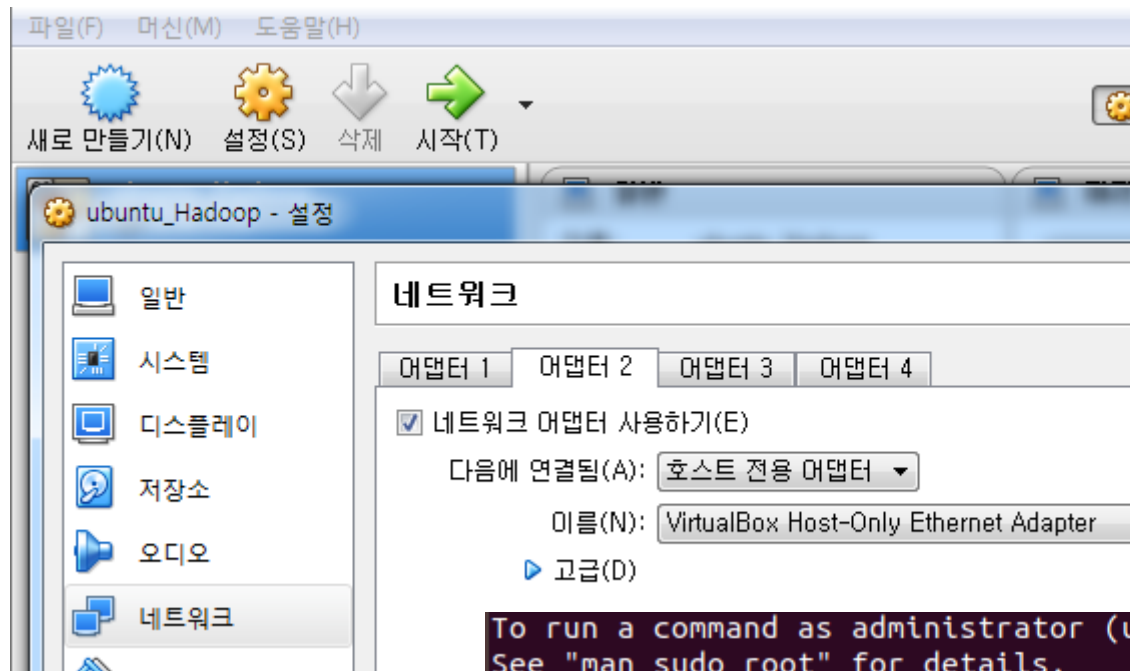 파일(F) 머신(M) 도움말(H)
새로 만들기(N) 설정(S) 삭제 시작(T)
ubuntu_Hadoop - 설정
일반
시스템
디스플레이
저장소
오디오
네트워크
네트워크
어댑터 1 어댑터 2 어댑터 3 어댑터 4
네트워크 어댑터 사용하기(E)
다음에 연결됨(A): 호스트 전용 어댑터
이름(N): VirtualBox Host-Only Ethernet Adapter
고급(D)
To run a command as administrator (u
See "man sudo_root" for details.